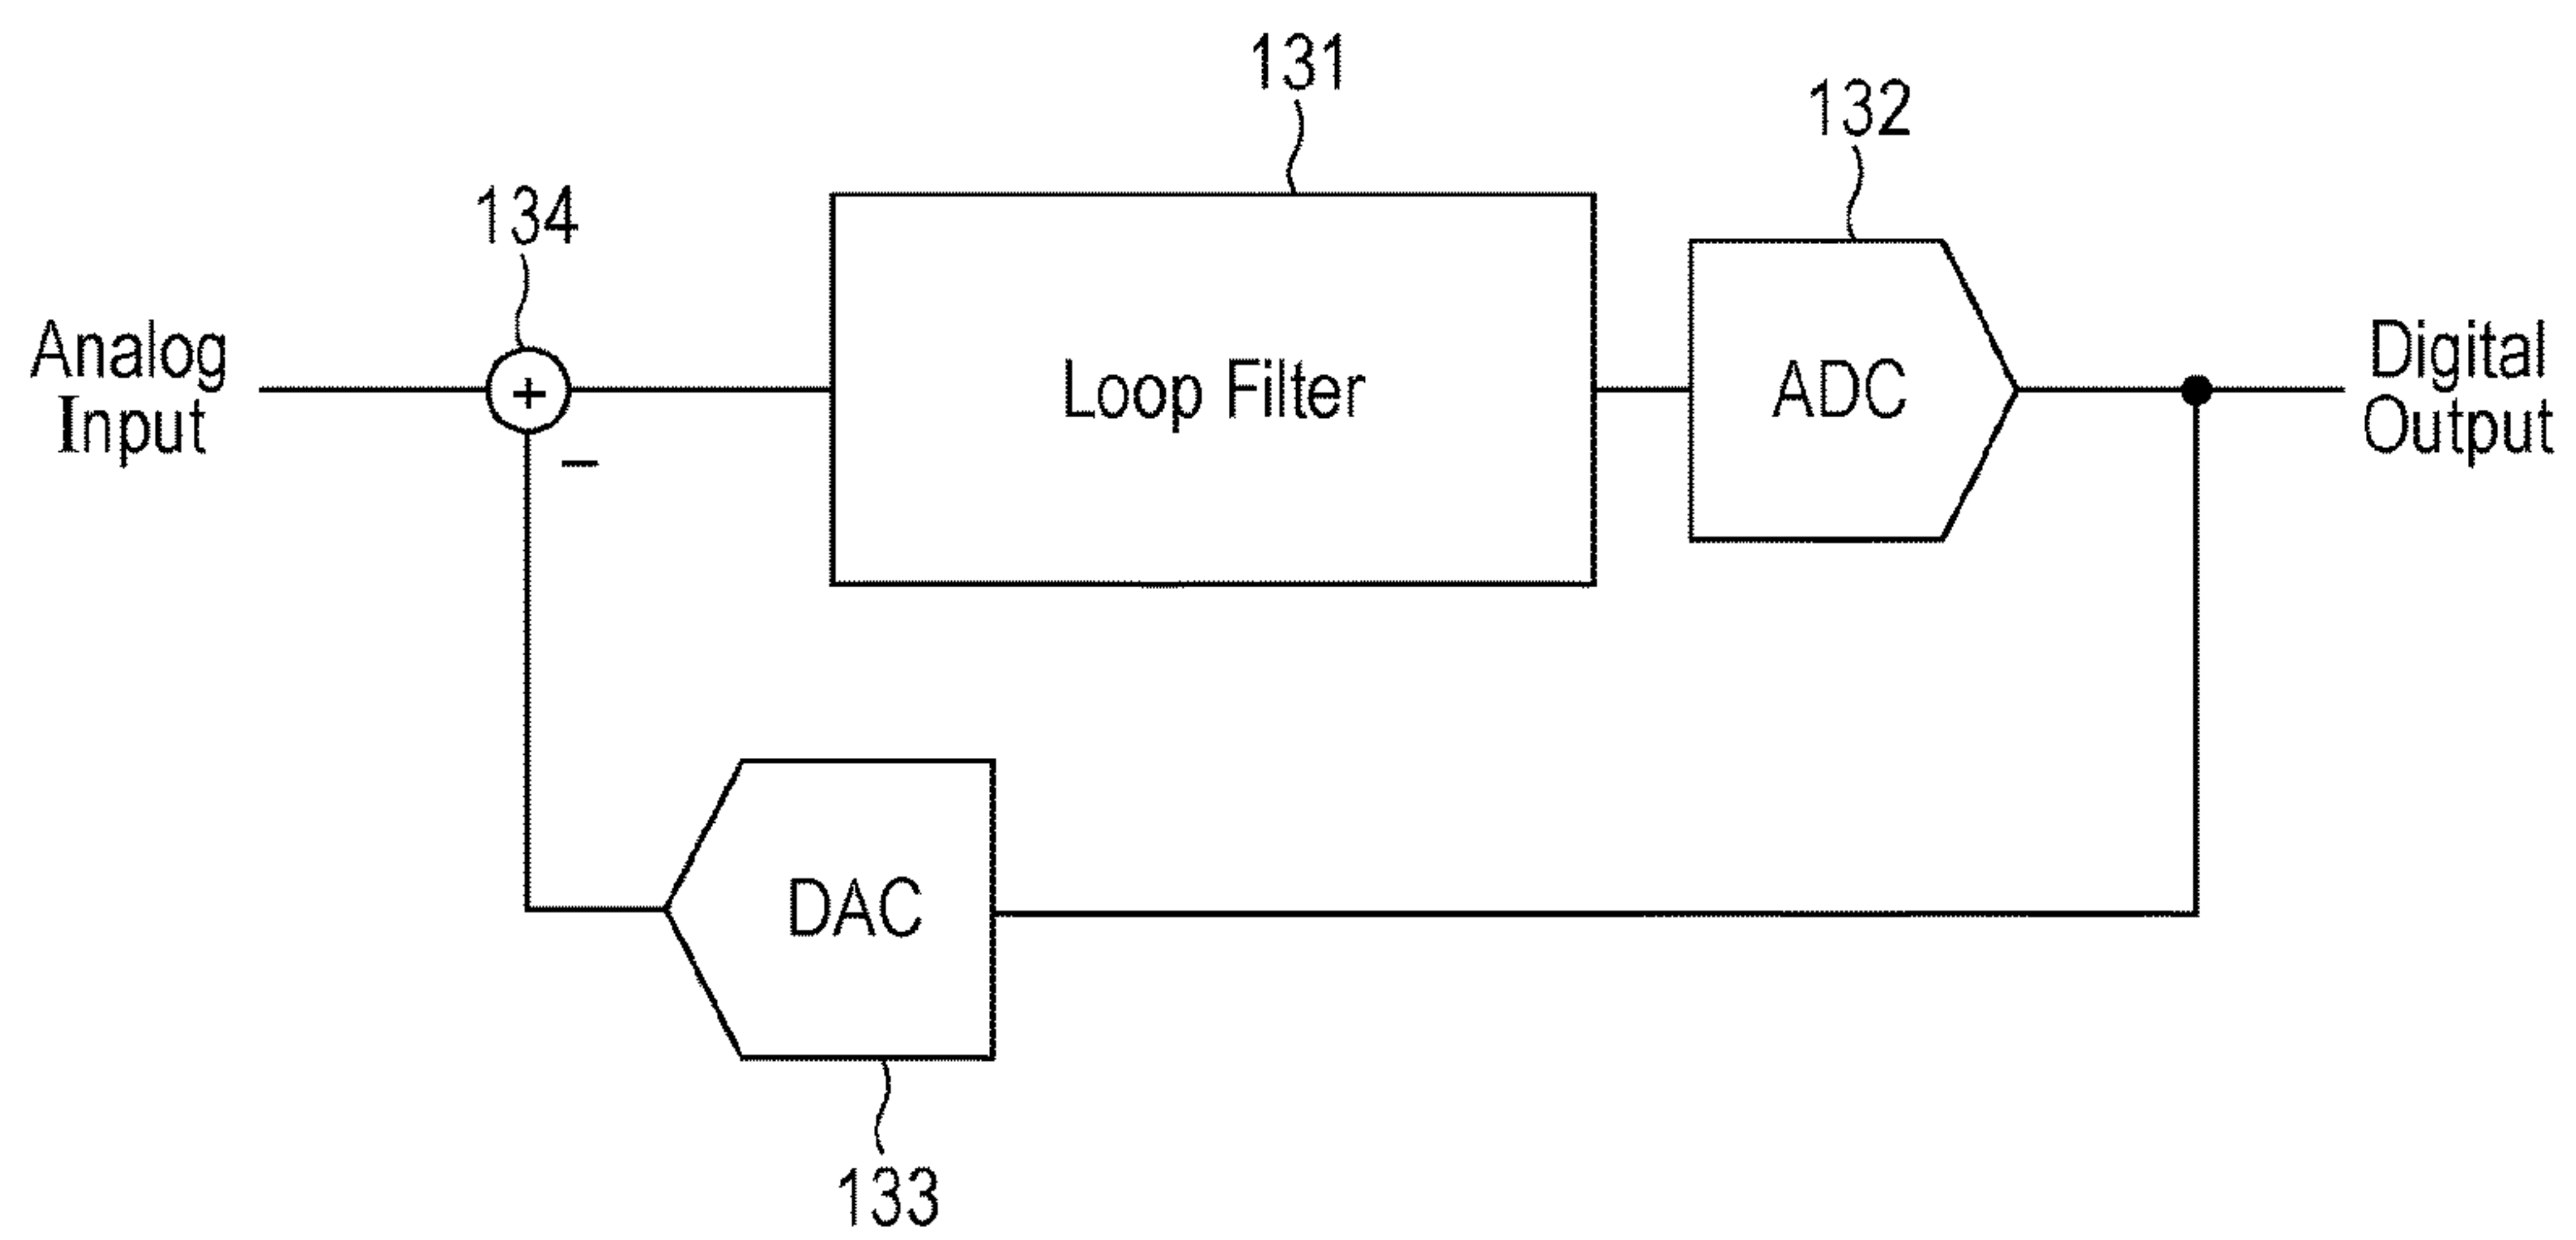 131
132
134
Analog
Input
+
−
Loop Filter
ADC
Digital
Output
DAC
133